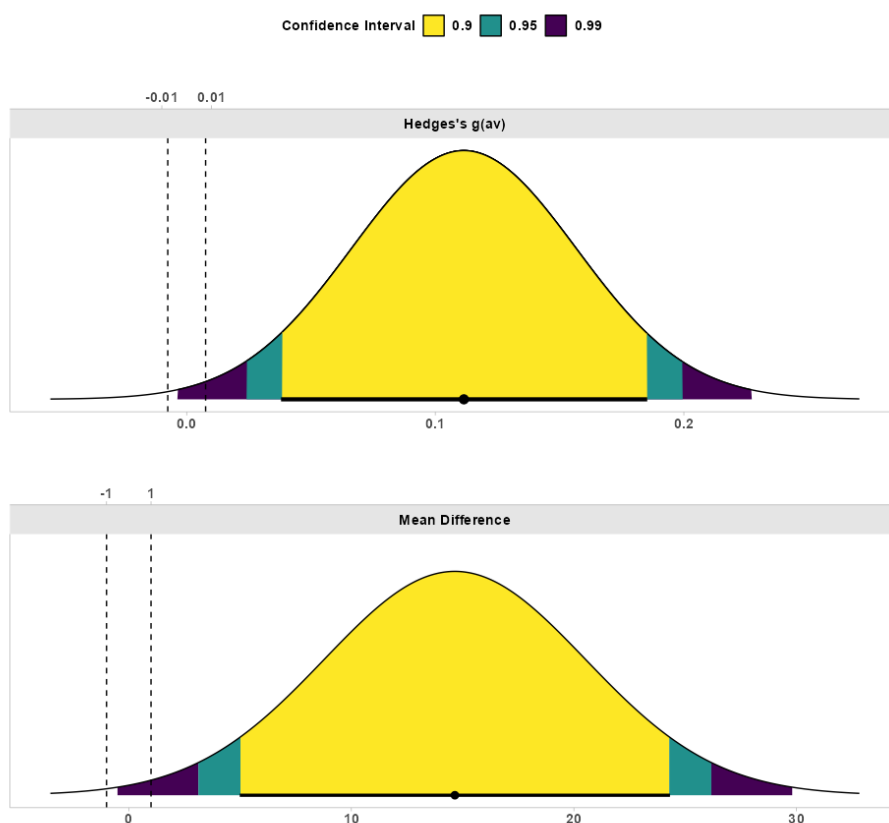 Confidence Interval 0.9 0.95 0.99
-0.01 0.01
Hedges's g(av)
0.0 0.1 0.2
-1 1
Mean Difference
0 10 20 30